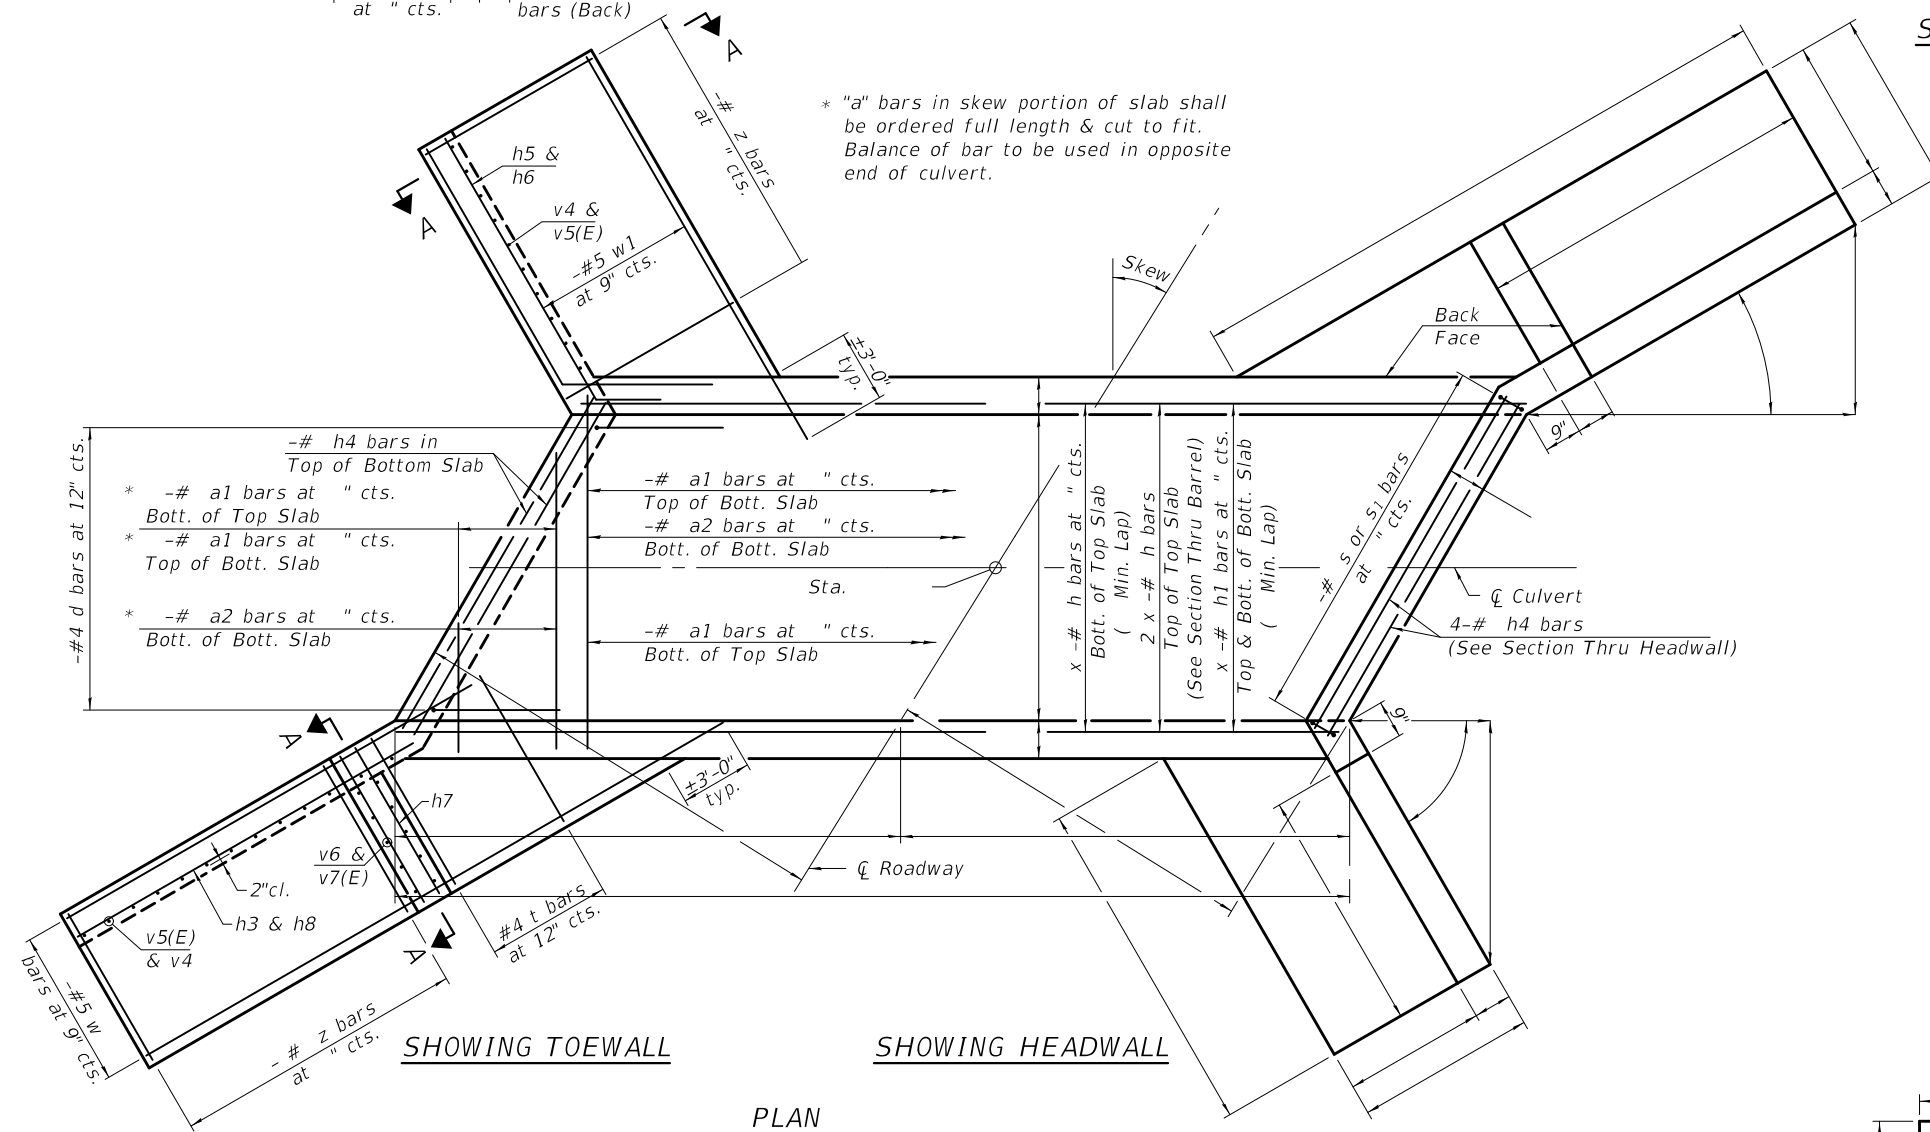 at " cts.
bars (Back)
A
S
-# z bars
at " cts.
* "a" bars in skew portion of slab shall
be ordered full length & cut to fit.
Balance of bar to be used in opposite
end of culvert.
h5 &
h6
A
v4 &
v5(E)
-#5 w1
at 9" cts.
Skew
Back
Face
±3'-0"
typ.
9"
-#4 d bars at 12" cts.
-# h4 bars in
Top of Bottom Slab
* -# a1 bars at " cts.
Bott. of Top Slab
* -# a1 bars at " cts.
Top of Bott. Slab
* -# a2 bars at " cts.
Bott. of Bott. Slab
-# a1 bars at " cts.
Top of Bott. Slab
-# a2 bars at " cts.
Bott. of Bott. Slab
Sta.
-# a1 bars at " cts.
Bott. of Top Slab
x -# h bars at " cts.
Bott. of Top Slab
( Min. Lap)
2 x -# h bars
Top of Top Slab
(See Section Thru Barrel)
x -# h1 bars at " cts.
Top & Bott. of Bott. Slab
( Min. Lap)
-# s or s1 bars
at " cts.
℄ Culvert
4-# h4 bars
(See Section Thru Headwall)
A
9"
±3'-0"
typ.
h7
v6 &
v7(E)
℄ Roadway
2"cl.
h3 & h8
#4 t bars
at 12" cts.
v5(E)
& v4
A
-#5 w
bars at 9" cts.
- # z bars
at " cts.
SHOWING TOEWALL
SHOWING HEADWALL
PLAN